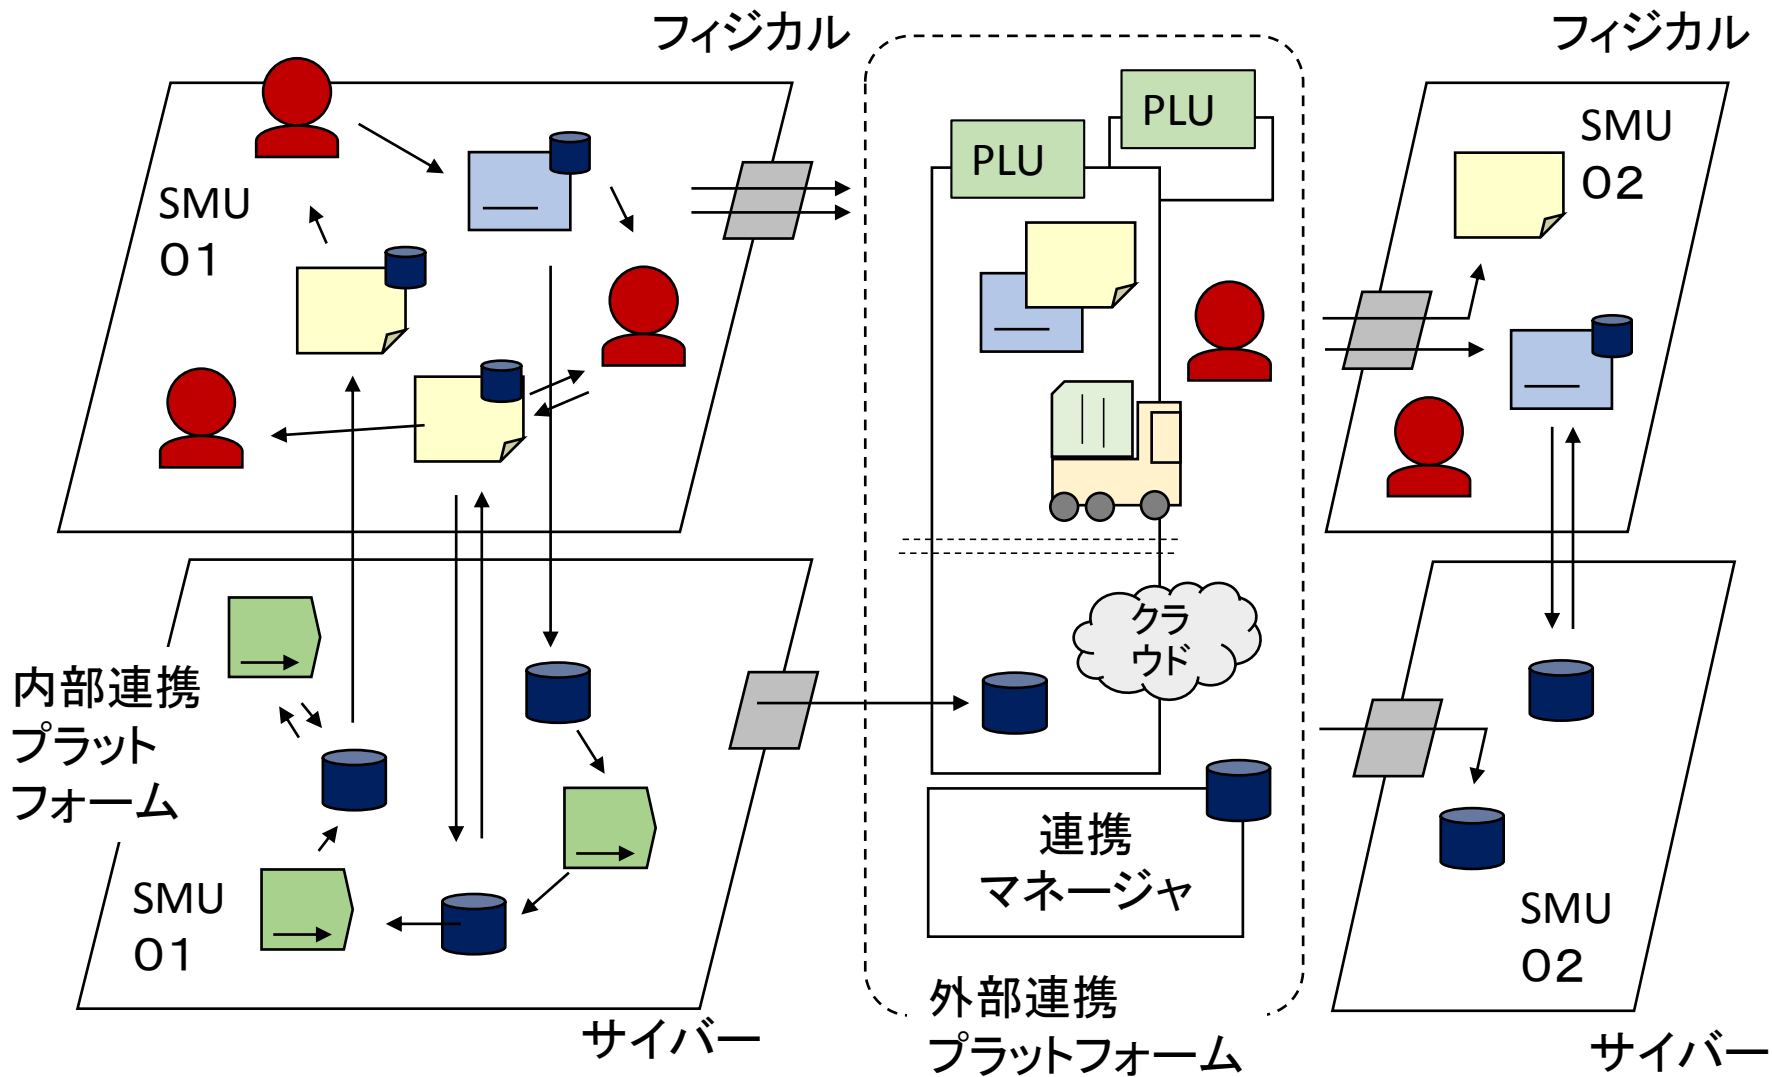 フィジカル
フィジカル
PLU
PLU
SMU
０２
SMU
０１
クラ
ウド
内部連携
プラット
フォーム
連携
マネージャ
SMU
０１
SMU
０２
外部連携
プラットフォーム
サイバー
サイバー